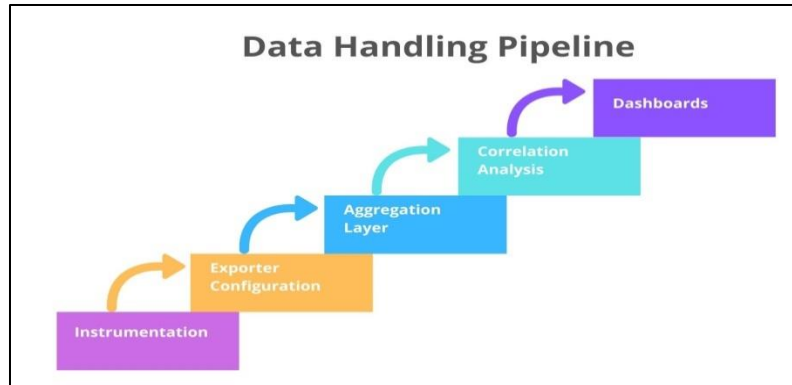 Data Handling Pipeline
Dashboards
Correlation
Analysis
Aggregation
Layer
Exporter
Configuration
Instrumentation